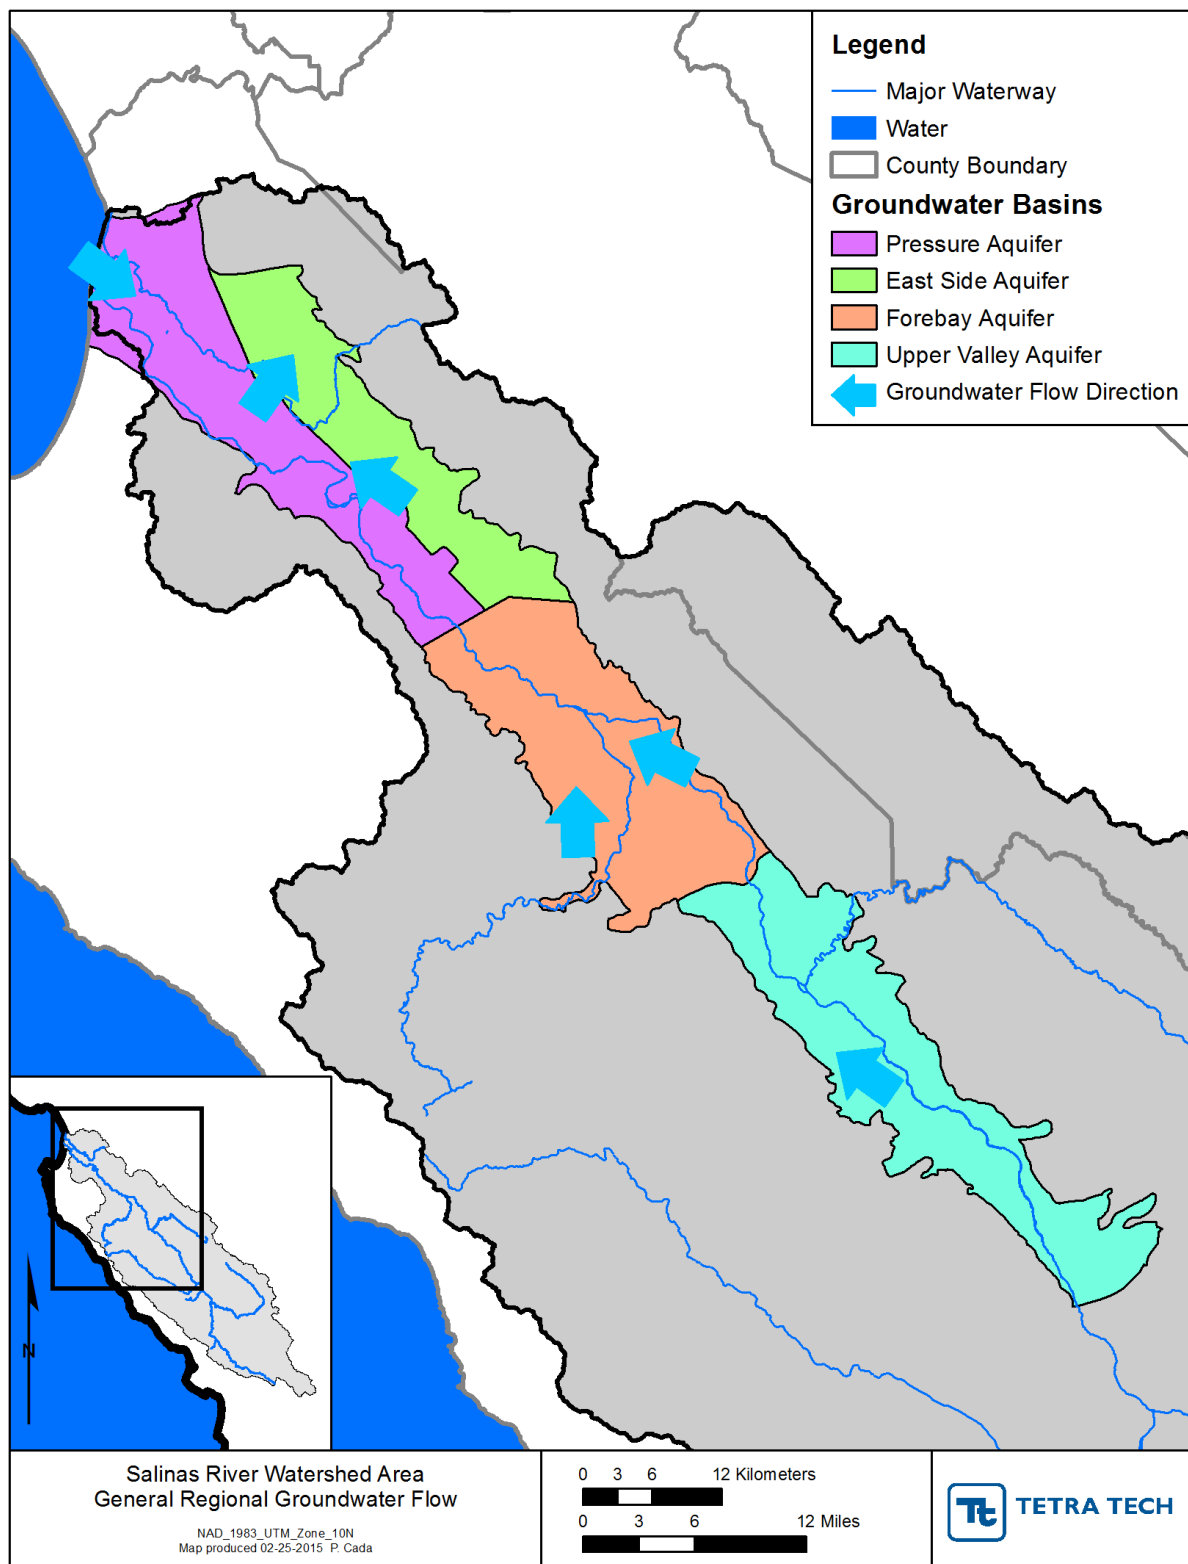 Legend
Major Waterway
Water
County Boundary
Groundwater Basins
Pressure Aquifer
East Side Aquifer
Forebay Aquifer
Upper Valley Aquifer
Groundwater Flow Direction
N
Salinas River Watershed Area
General Regional Groundwater Flow
NAD_1983_UTM_Zone_10N
Map produced 02-25-2015 P. Cada
0 3 6 12 Kilometers
0 3 6 12 Miles
Tt TETRA TECH